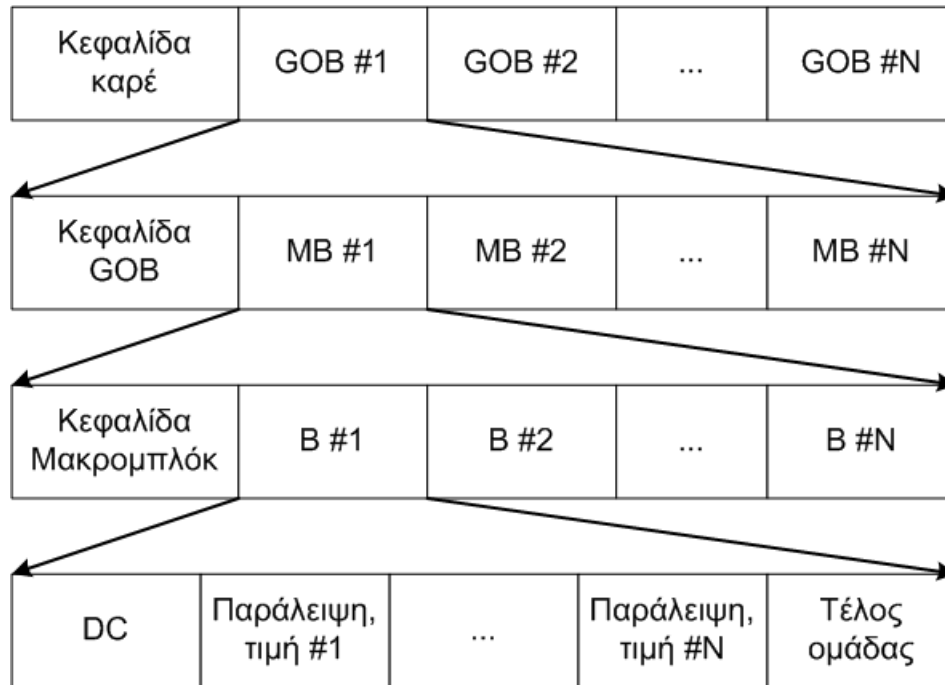 Κεφαλίδα
καρέ
GOB #1
GOB #2
...
GOB #N
Κεφαλίδα
GOB
MB #1
MB #2
...
MB #N
Κεφαλίδα
Μακρομπλόκ
B #1
B #2
...
B #N
DC
Παράλειψη,
τιμή #1
...
Παράλειψη,
τιμή #N
Τέλος
ομάδας